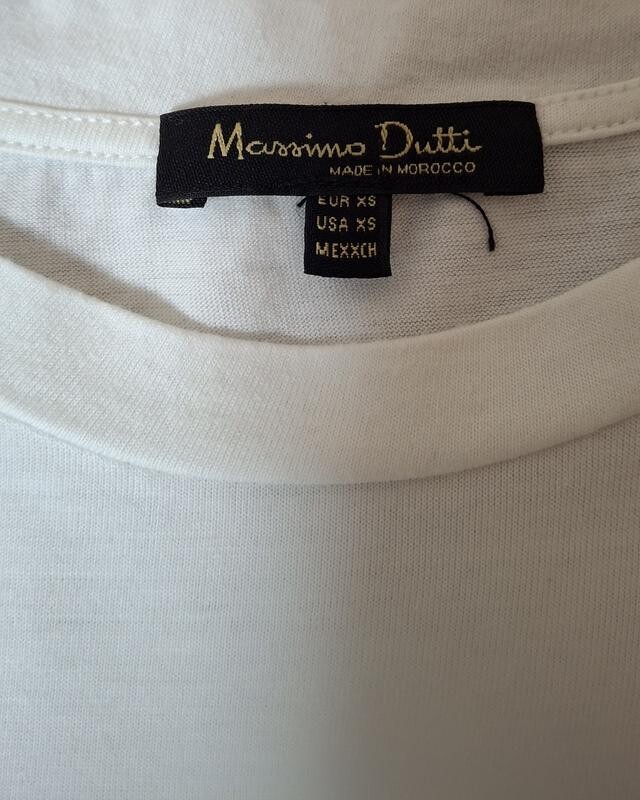 Massimo Dutti
MADE IN MOROCCO
EUR XS
USA XS
MEXXCH